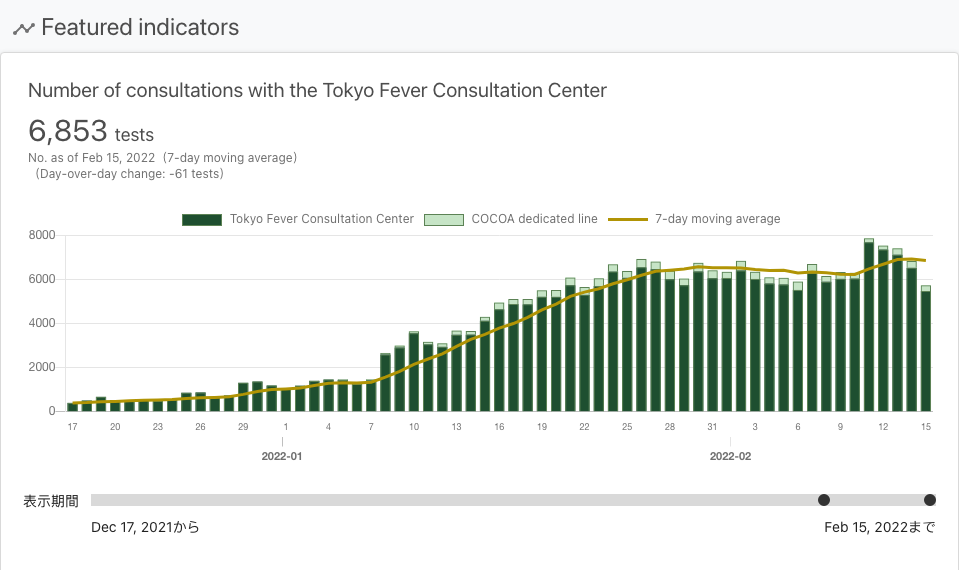 Featured indicators
Number of consultations with the Tokyo Fever Consultation Center
6,853 tests
No. as of Feb 15, 2022 (7-day moving average)
(Day-over-day change: -61 tests)
Tokyo Fever Consultation Center COCOA dedicated line 7-day moving average
8000
6000
4000
2000
0
17 20 23 26 29 1 4 7 10 13 16 19 22 25 28 31 3 6 9 12 15
2022-01 2022-02
表示期間
Dec 17, 2021から Feb 15, 2022まで